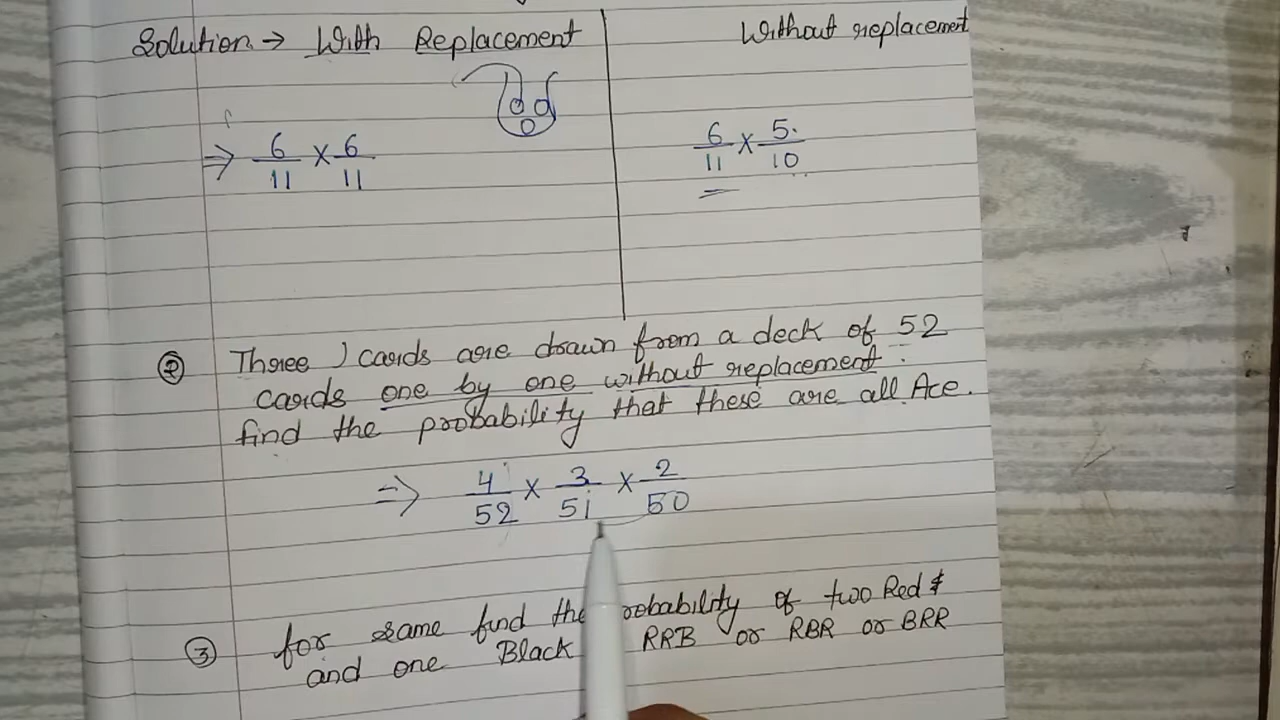 Solution → With Replacement
Without replacement
⇒ 6/11 × 6/11
6/11 × 5/10
=
② Three ) cards are drawn from a deck of 52
cards one by one without replacement.
find the probability that these are all Ace.
⇒ 4/52 × 3/51 × 2/50
③ for same find the robability of two Red &
and one Black RRB or RBR or BRR